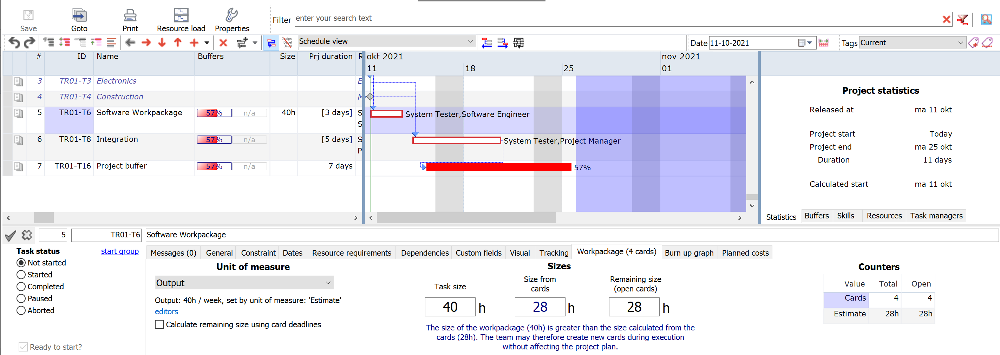 Save
Goto
Print
Resource load
Properties
Filter
enter your search text
Schedule view
Date 11-10-2021
Tags Current
# ID Name Buffers Size Prj duration R
okt 2021 nov 2021
11 18 25 01
3 TR01-T3 Electronics E
4 TR01-T4 Construction M
5 TR01-T6 Software Workpackage 57% n/a 40h [3 days] S
S
System Tester,Software Engineer
6 TR01-T8 Integration 57% n/a [5 days] S
P
System Tester,Project Manager
7 TR01-T16 Project buffer 57% n/a 7 days
57%
Project statistics
Released at ma 11 okt
Project start Today
Project end ma 25 okt
Duration 11 days
Calculated start ma 11 okt
Statistics Buffers Skills Resources Task managers
5 TR01-T6 Software Workpackage
Task status start group
Not started
Started
Completed
Paused
Aborted
Ready to start?
Messages (0) General Constraint Dates Resource requirements Dependencies Custom fields Visual Tracking Workpackage (4 cards) Burn up graph Planned costs
Unit of measure
Output
Output: 40h / week, set by unit of measure: 'Estimate'
editors
Calculate remaining size using card deadlines
Sizes
Task size
40 h
Size from
cards
28 h
Remaining size
(open cards)
28 h
The size of the workpackage (40h) is greater than the size calculated from the
cards (28h). The team may therefore create new cards during execution
without affecting the project plan.
Counters
Value Total Open
Cards 4 4
Estimate 28h 28h